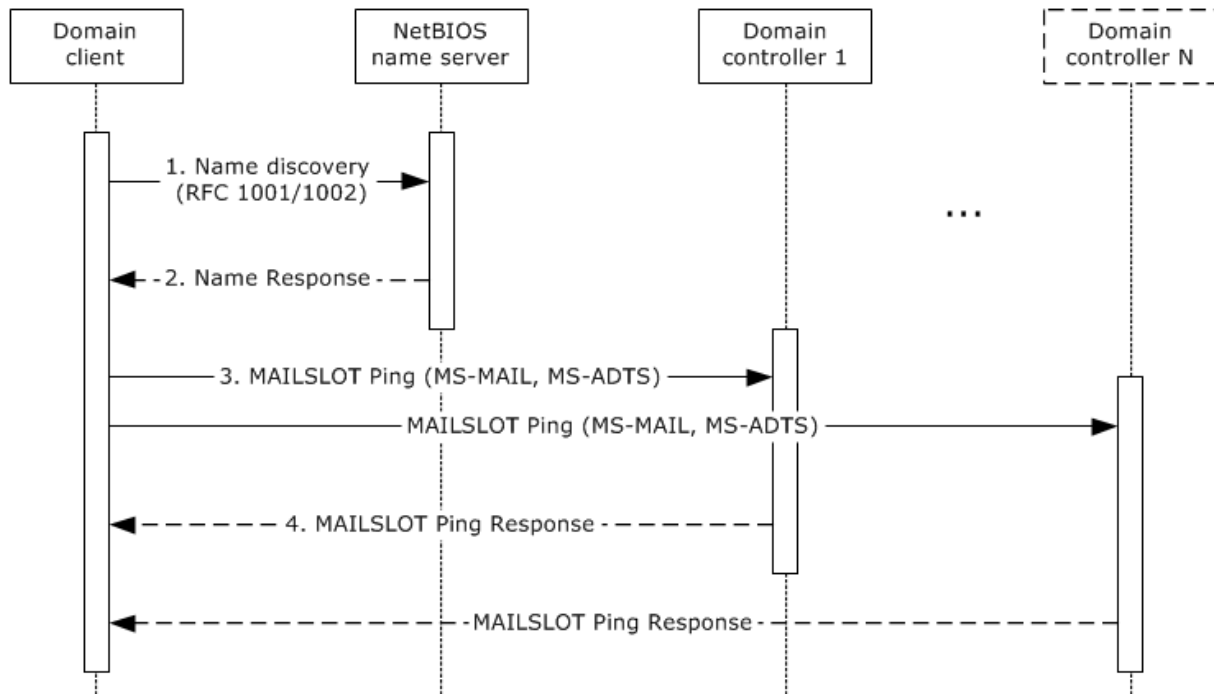 Domain
client
NetBIOS
name server
Domain
controller 1
Domain
controller N
1. Name discovery
(RFC 1001/1002)
...
2. Name Response
3. MAILSLOT Ping (MS-MAIL, MS-ADTS)
MAILSLOT Ping (MS-MAIL, MS-ADTS)
4. MAILSLOT Ping Response
MAILSLOT Ping Response